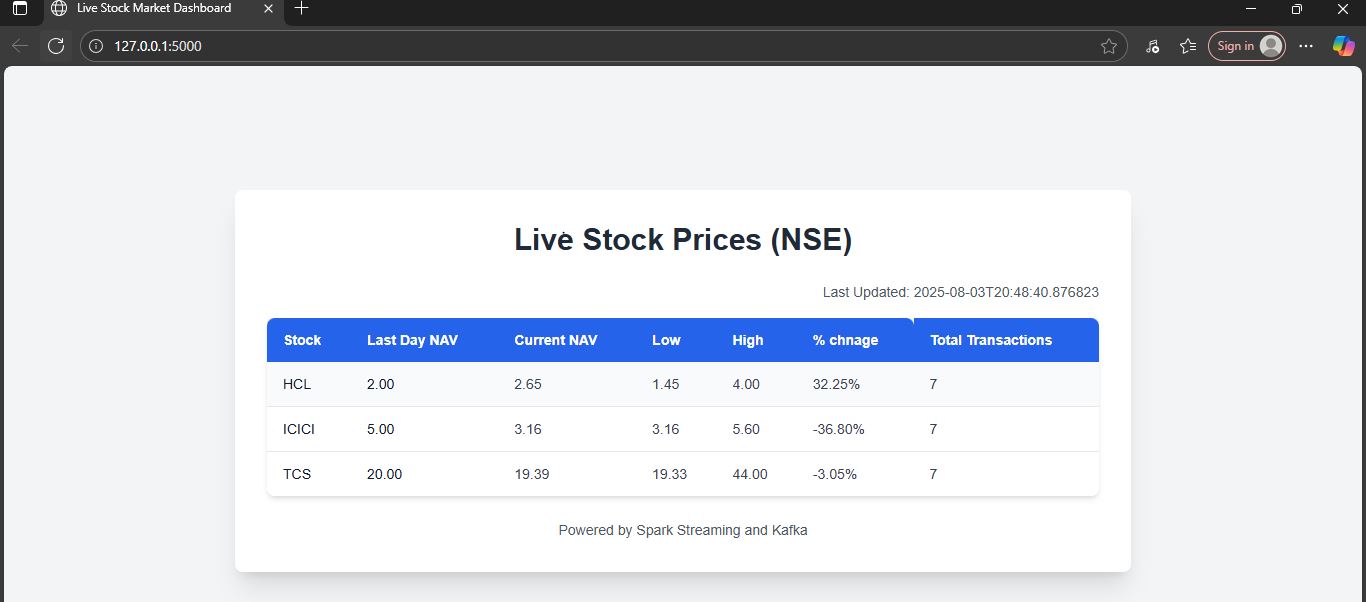 Live Stock Market Dashboard
127.0.0.1:5000
Sign in
Live Stock Prices (NSE)
Last Updated: 2025-08-03T20:48:40.876823
Stock Last Day NAV Current NAV Low High % chnage Total Transactions
HCL 2.00 2.65 1.45 4.00 32.25% 7
ICICI 5.00 3.16 3.16 5.60 -36.80% 7
TCS 20.00 19.39 19.33 44.00 -3.05% 7
Powered by Spark Streaming and Kafka